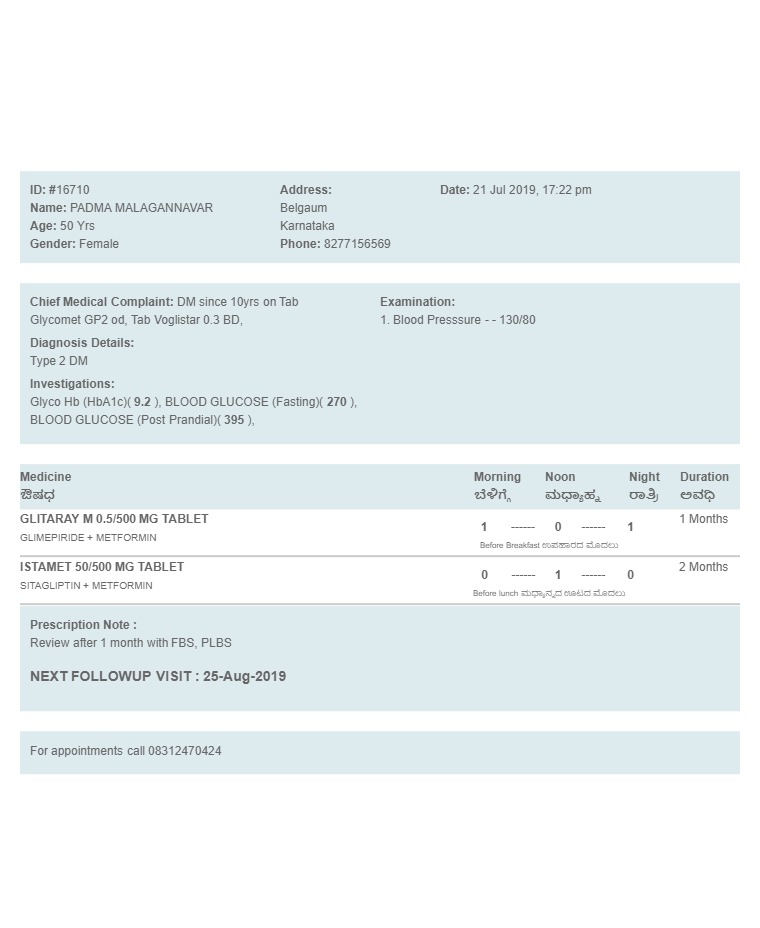 ID: #16710
Name: PADMA MALAGANNAVAR
Age: 50 Yrs
Gender: Female
Address:
Belgaum
Karnataka
Phone: 8277156569
Date: 21 Jul 2019, 17:22 pm
Chief Medical Complaint: DM since 10yrs on Tab
Glycomet GP2 od, Tab Voglistar 0.3 BD,
Diagnosis Details:
Type 2 DM
Investigations:
Glyco Hb (HbA1c)( 9.2 ), BLOOD GLUCOSE (Fasting)( 270 ),
BLOOD GLUCOSE (Post Prandial)( 395 ),
Examination:
1. Blood Presssure - - 130/80
Medicine Morning Noon Night Duration
ಔಷಧ ಬೆಳಿಗ್ಗೆ ಮಧ್ಯಾಹ್ನ ರಾತ್ರಿ ಅವಧಿ
GLITARAY M 0.5/500 MG TABLET 1 ------ 0 ------ 1 1 Months
GLIMEPIRIDE + METFORMIN
Before Breakfast ಉಪಹಾರದ ಮೊದಲು
ISTAMET 50/500 MG TABLET 0 ------ 1 ------ 0 2 Months
SITAGLIPTIN + METFORMIN
Before lunch ಮಧ್ಯಾನ್ನದ ಊಟದ ಮೊದಲು
Prescription Note :
Review after 1 month with FBS, PLBS
NEXT FOLLOWUP VISIT : 25-Aug-2019
For appointments call 08312470424